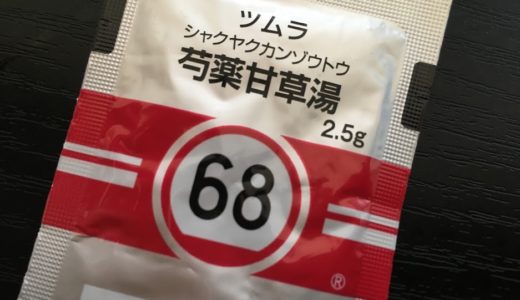 ツムラ
シャクヤクカンゾウトウ
芍薬甘草湯
2.5g
68
®